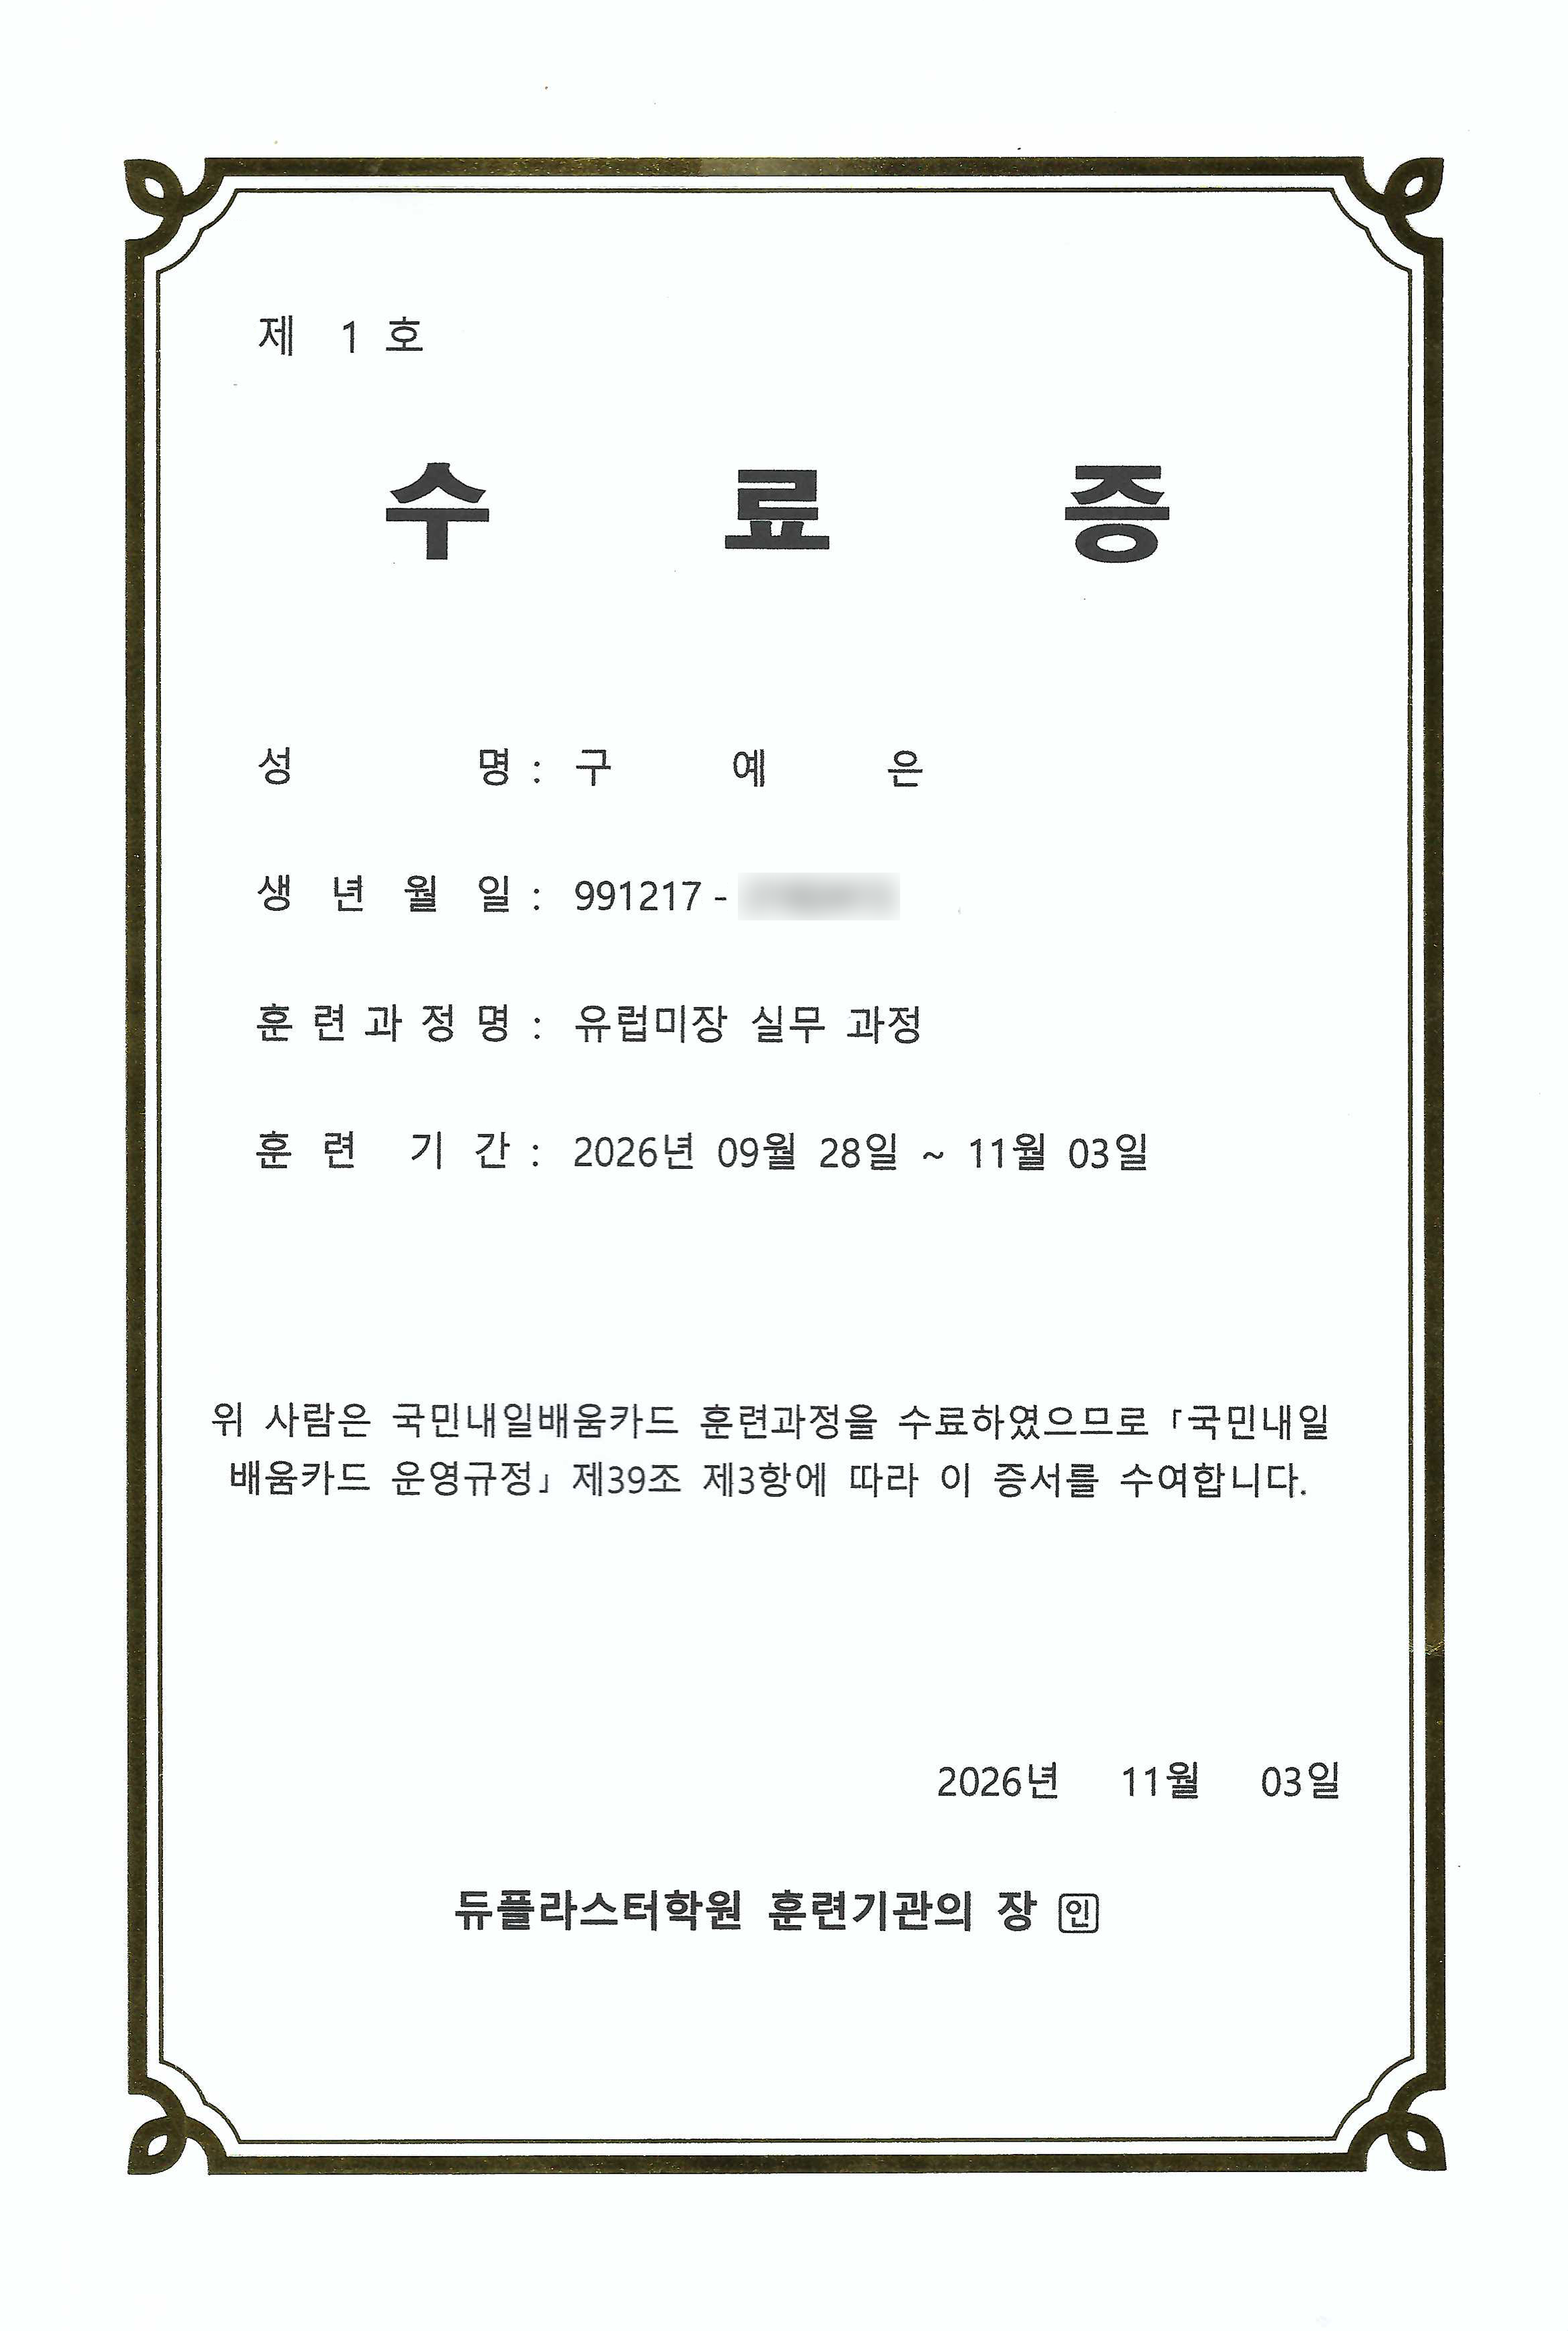 제 1 호
수 료 증
성 명 : 구 예 은
생 년 월 일 : 991217 -
훈 련 과 정 명 : 유럽미장 실무 과정
훈 련 기 간 : 2026년 09월 28일 ~ 11월 03일
위 사람은 국민내일배움카드 훈련과정을 수료하였으므로 「국민내일
배움카드 운영규정」 제39조 제3항에 따라 이 증서를 수여합니다.
2026년 11월 03일
듀플라스터학원 훈련기관의 장 인